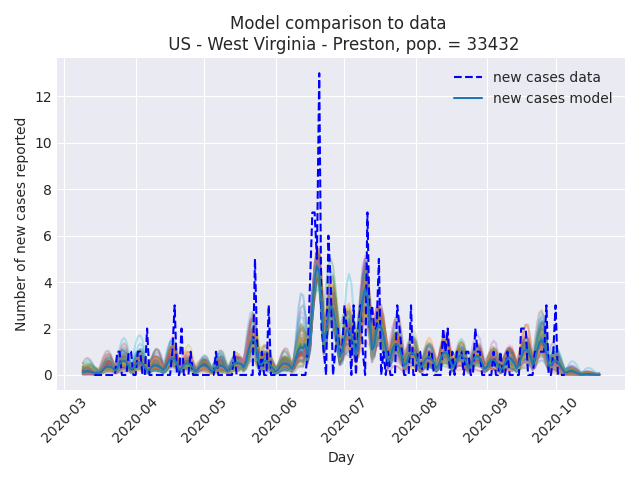 Model comparison to data
US - West Virginia - Preston, pop. = 33432
new cases data
new cases model
Number of new cases reported
12
10
8
6
4
2
0
2020-03
2020-04
2020-05
2020-06
2020-07
2020-08
2020-09
2020-10
Day